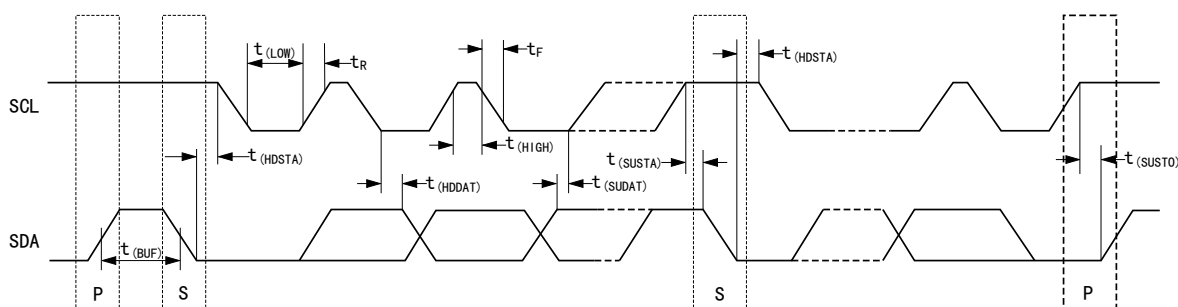 t(LOW)
tR
tF
t(HDSTA)
SCL
t(HDSTA)
t(HIGH)
t(SUSTA)
t(SUSTO)
t(HDDAT)
t(SUDAT)
SDA
t(BUF)
P
S
S
P